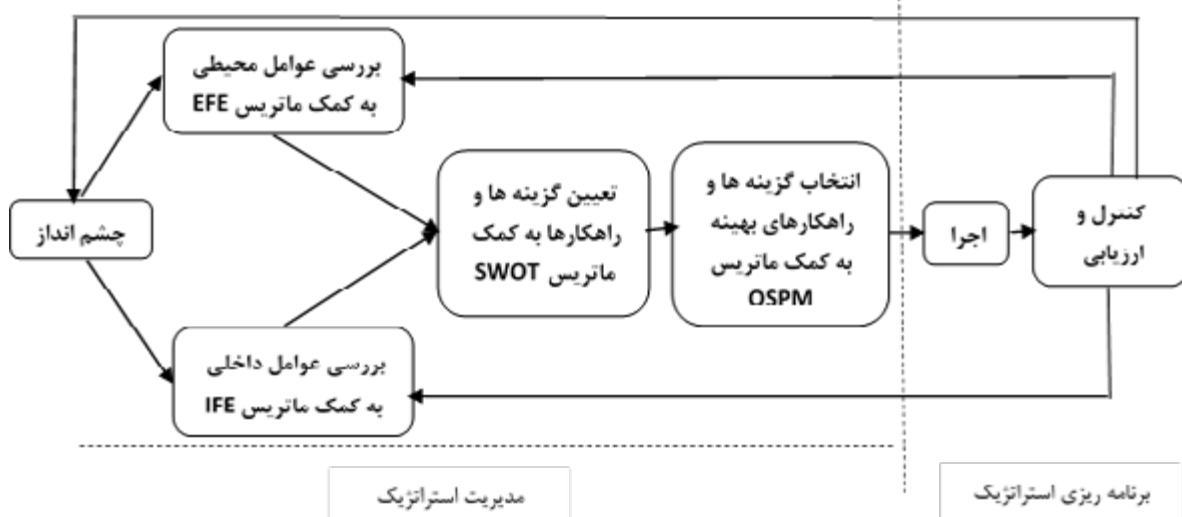 بررسی عوامل محیطی
به کمک ماتریس EFE
چشم انداز
بررسی عوامل داخلی
به کمک ماتریس IFE
تعیین گزینه ها و
راهکارها به کمک
ماتریس SWOT
انتخاب گزینه ها و
راهکارهای بهینه
به کمک ماتریس
QSPM
اجرا
کنترل و
ارزیابی
مدیریت استراتژیک
برنامه ریزی استراتژیک